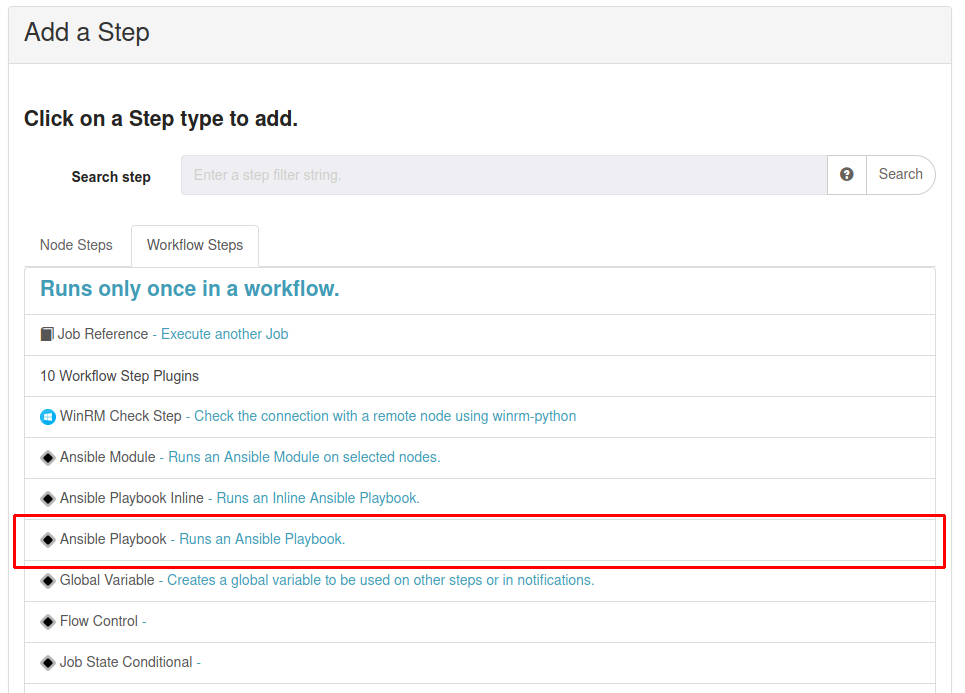 Add a Step
Click on a Step type to add.
Search step
Enter a step filter string.
?
Search
Node Steps
Workflow Steps
Runs only once in a workflow.
Job Reference - Execute another Job
10 Workflow Step Plugins
WinRM Check Step - Check the connection with a remote node using winrm-python
Ansible Module - Runs an Ansible Module on selected nodes.
Ansible Playbook Inline - Runs an Inline Ansible Playbook.
Ansible Playbook - Runs an Ansible Playbook.
Global Variable - Creates a global variable to be used on other steps or in notifications.
Flow Control -
Job State Conditional -